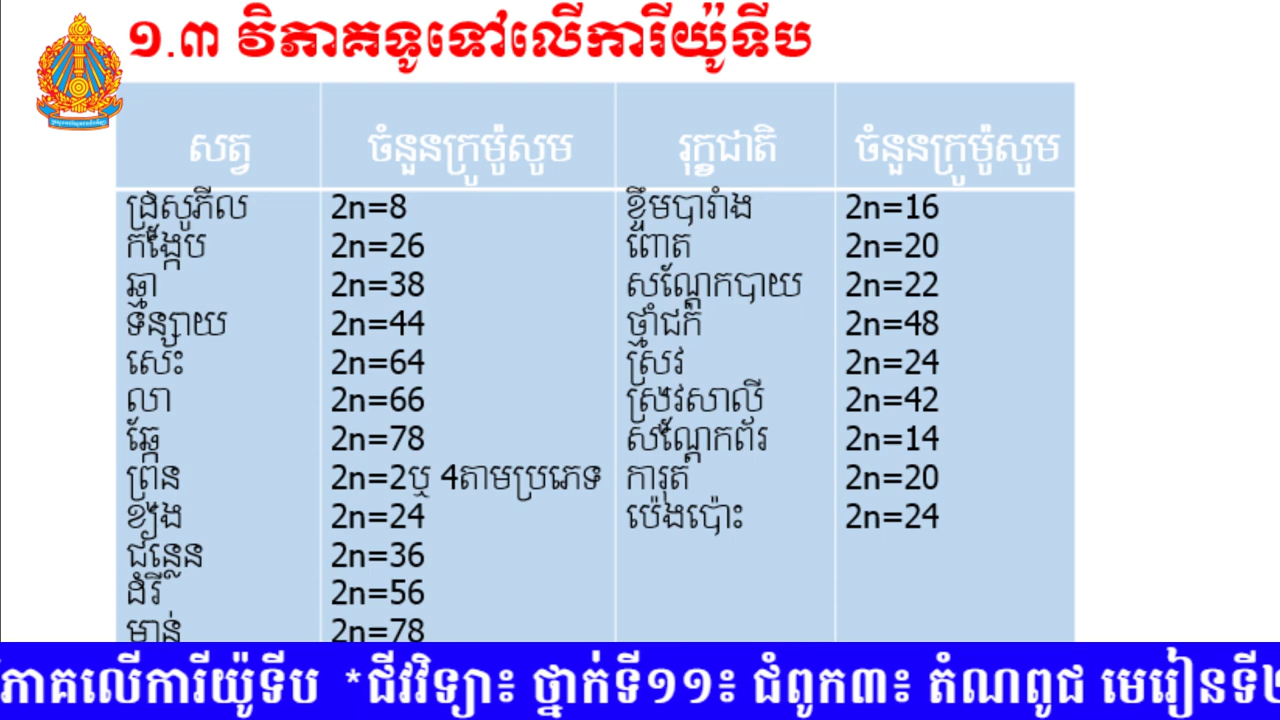 ១.៣ វិភាគទូទៅលើការីយ៉ូទីប
សត្វ ចំនួនក្រូម៉ូសូម រុក្ខជាតិ ចំនួនក្រូម៉ូសូម
ដ្រូសូភីល 2n=8 ខ្ទឹមបារាំង 2n=16
កង្កែប 2n=26 ពោត 2n=20
ឆ្មា 2n=38 សណ្តែកបាយ 2n=22
ទន្សាយ 2n=44 ថ្នាំជក់ 2n=48
សេះ 2n=64 ស្រូវ 2n=24
លា 2n=66 ស្រូវសាលី 2n=42
ឆ្កែ 2n=78 សណ្តែកព័រ 2n=14
ព្រូន 2n=2ឬ 4តាមប្រភេទ ការុត 2n=20
ខ្យង 2n=24 ប៉េងប៉ោះ 2n=24
ជន្លេន 2n=36
ដំរី 2n=56
មាន់ 2n=78
ភាគលើការីយ៉ូទីប *ជីវវិទ្យា៖ ថ្នាក់ទី១១៖ ជំពូក៣៖ តំណពូជ មេរៀនទី២